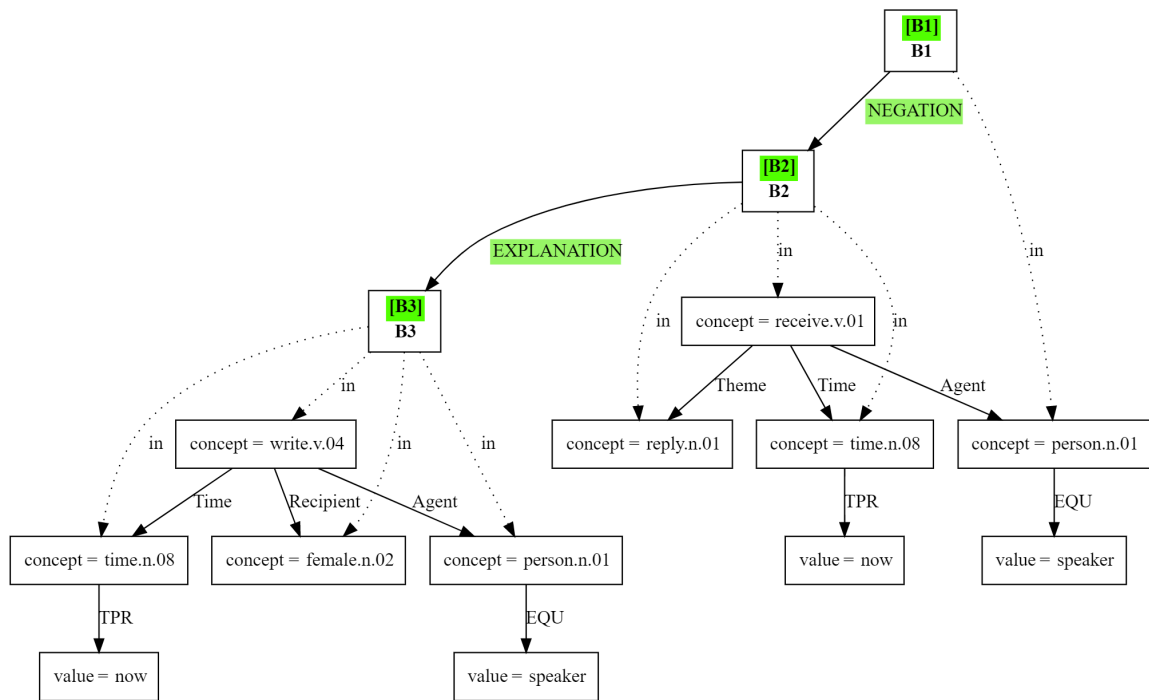 [B1]
B1
NEGATION
[B2]
B2
EXPLANATION
in
[B3]
B3
in
in
in
concept = receive.v.01
in
in
in
in
Theme
Time
Agent
concept = write.v.04
concept = reply.n.01
concept = time.n.08
concept = person.n.01
Time
Recipient
Agent
TPR
EQU
concept = time.n.08
concept = female.n.02
concept = person.n.01
value = now
value = speaker
TPR
EQU
value = now
value = speaker